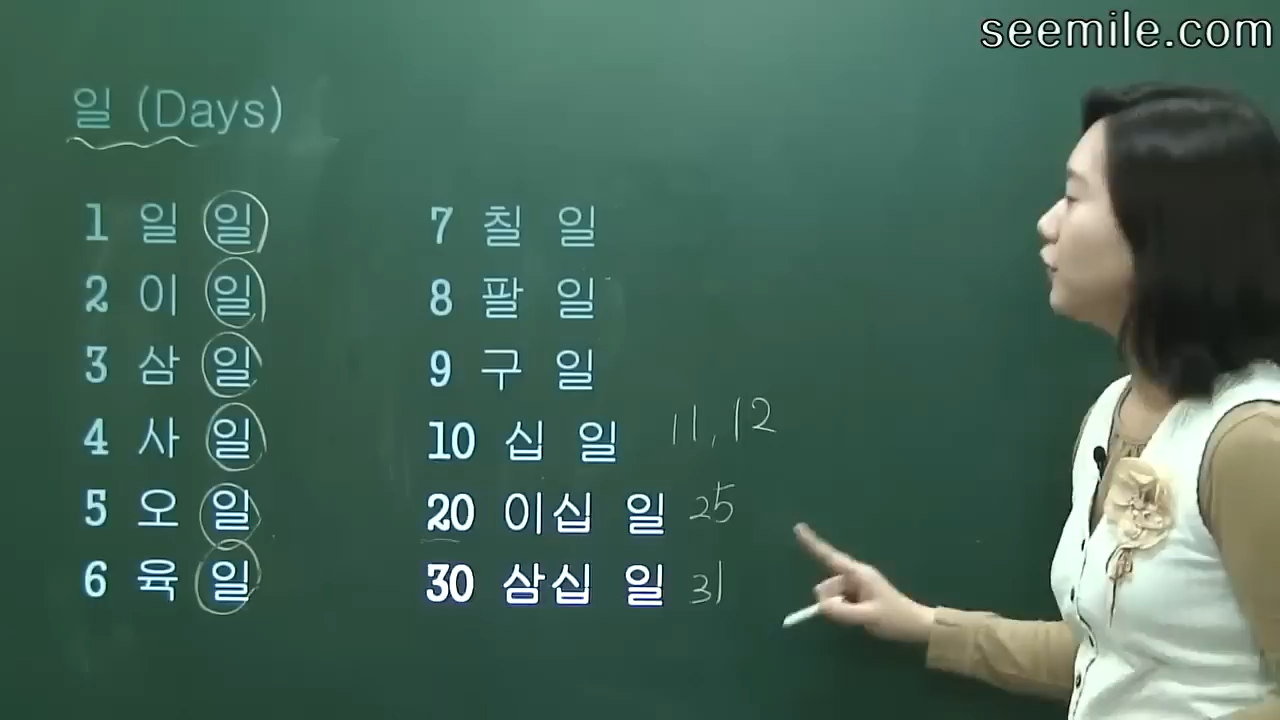 seemile.com
일 (Days)
1 일 일
2 이 일
3 삼 일
4 사 일
5 오 일
6 육 일
7 칠 일
8 팔 일
9 구 일
10 십 일 11, 12
20 이십 일 25
30 삼십 일 31